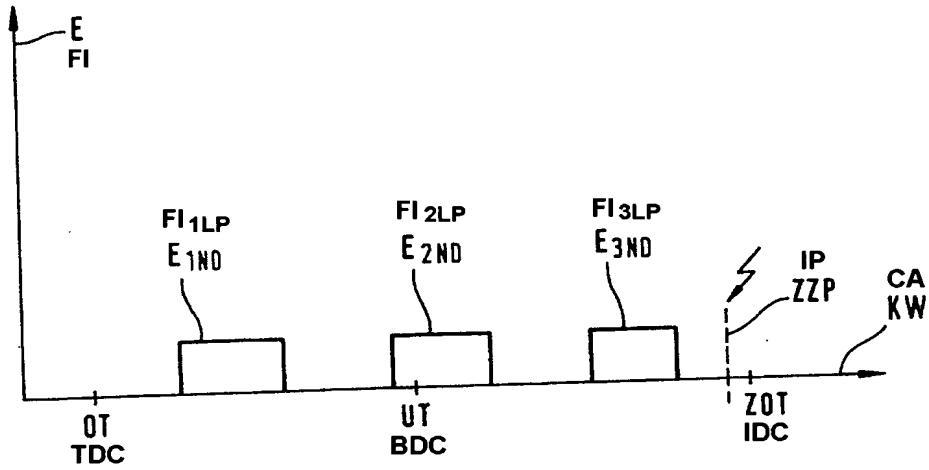 E
FI
FI1LP
E1ND
FI2LP
E2ND
FI3LP
E3ND
IP
ZZP
CA
KW
OT
TDC
UT
BDC
ZOT
IDC